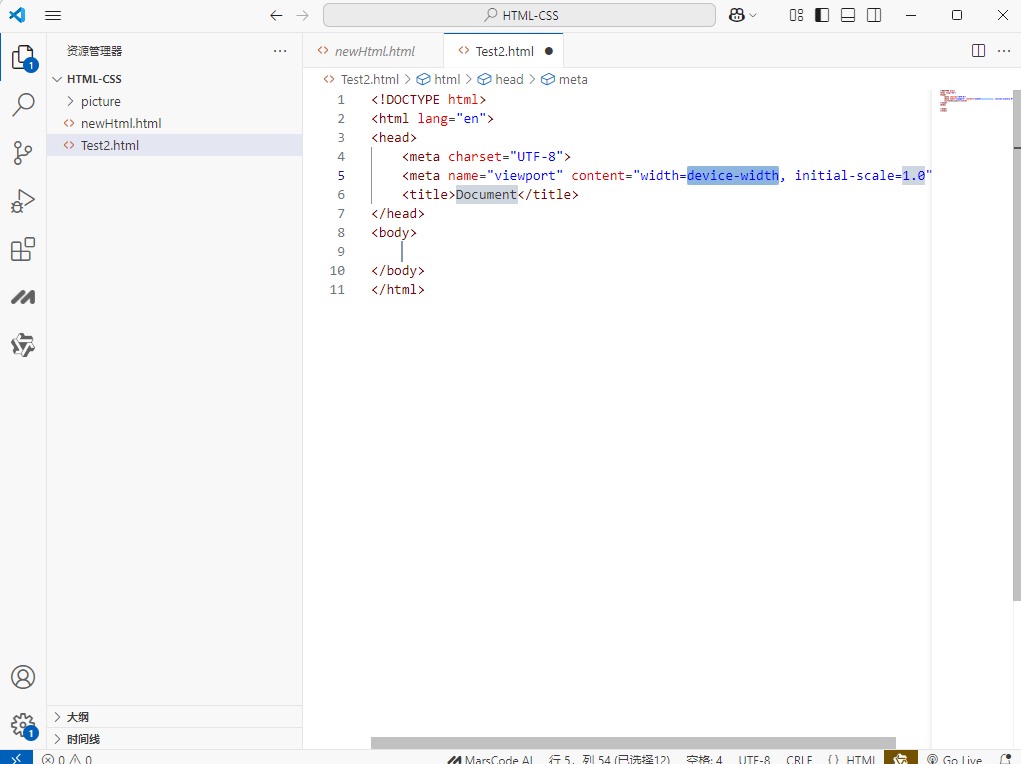 HTML-CSS
资源管理器
HTML-CSS
picture
newHtml.html
Test2.html
大纲
时间线
newHtml.html
Test2.html
Test2.html > html > head > meta
1 <!DOCTYPE html>
2 <html lang="en">
3 <head>
4 <meta charset="UTF-8">
5 <meta name="viewport" content="width=device-width, initial-scale=1.0"
6 <title>Document</title>
7 </head>
8 <body>
9
10 </body>
11 </html>
1
1
0 0 MarsCode AI 行 5，列 54 (已选择12) 空格: 4 UTF-8 CRLF {} HTML Go Live